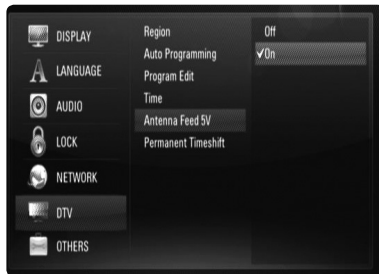 DISPLAY
LANGUAGE
AUDIO
LOCK
NETWORK
DTV
OTHERS
Region
Auto Programming
Program Edit
Time
Antenna Feed 5V
Permanent Timeshift
Off
✓On